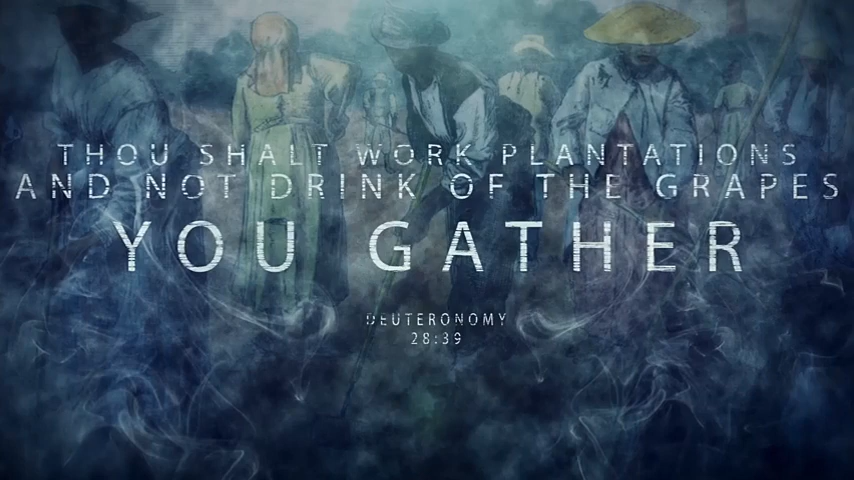 THOU SHALT WORK PLANTATIONS
AND NOT DRINK OF THE GRAPES
YOU GATHER
DEUTERONOMY
28:39